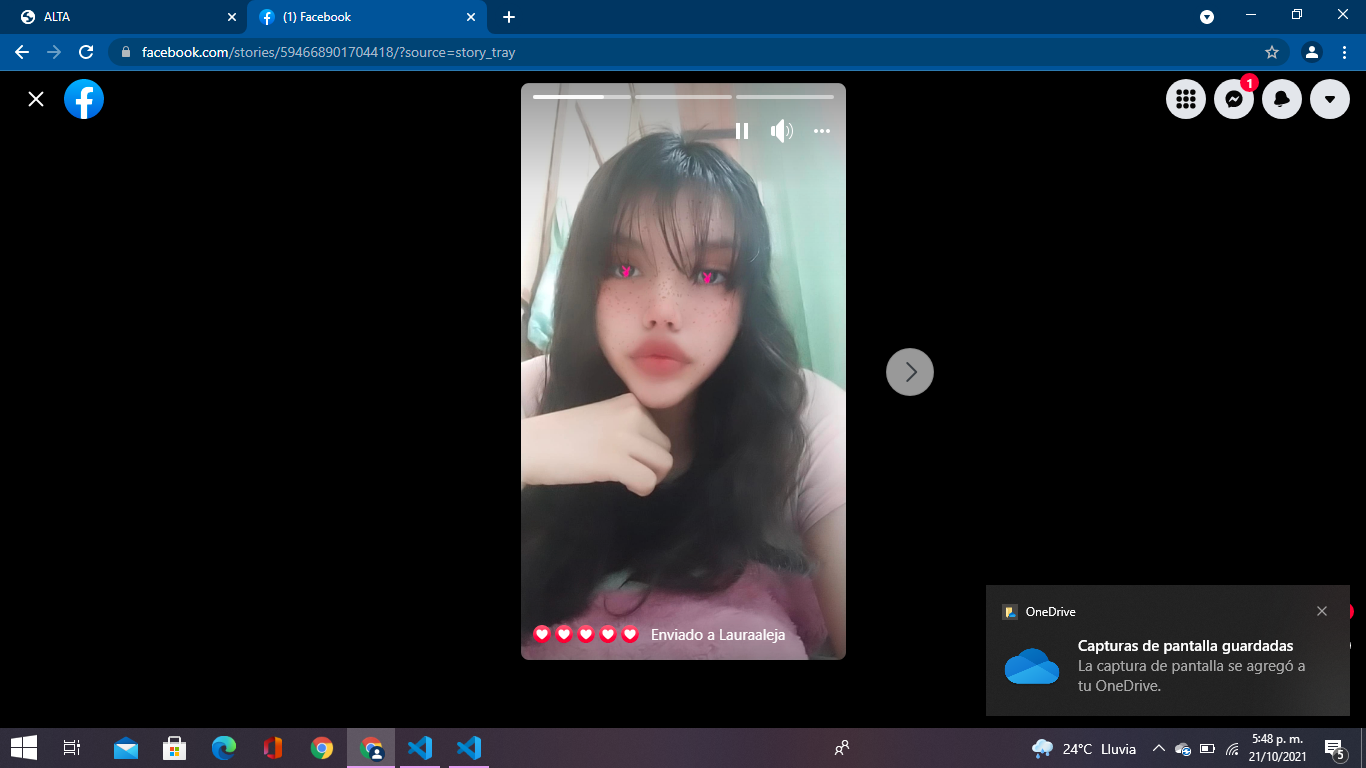 ALTA
(1) Facebook
facebook.com/stories/594668901704418/?source=story_tray
1
Enviado a Lauraaleja
OneDrive
Capturas de pantalla guardadas
La captura de pantalla se agregó a
tu OneDrive.
24°C Lluvia
5:48 p. m.
21/10/2021
5